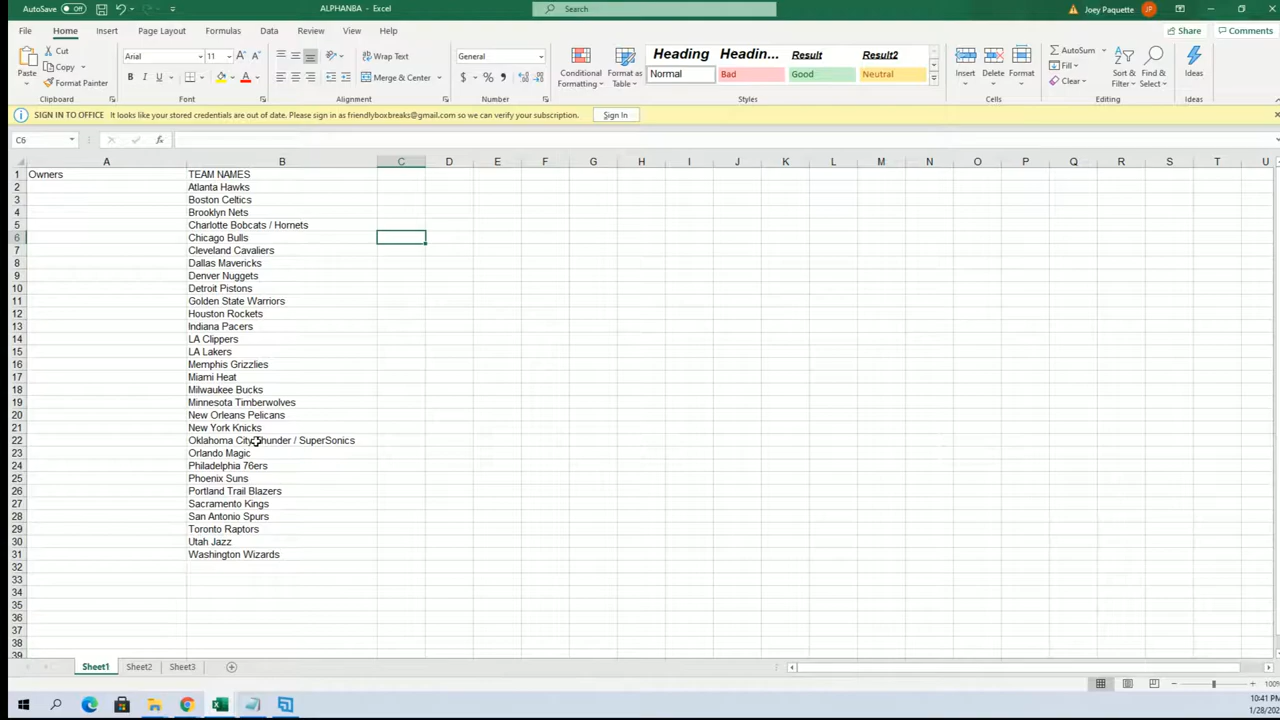 AutoSave Off ALPHANBA - Excel Search Joey Paquette JP
File Home Insert Page Layout Formulas Data Review View Help Share Comments
Paste Cut Copy Format Painter Clipboard
Arial 11 A A B I U A Font
Wrap Text Merge & Center Alignment
General $ % Number
Conditional Formatting Format as Table
Heading Headin... Result Result2
Normal Bad Good Neutral
Styles
Insert Delete Format Cells
AutoSum Fill Clear Sort & Filter Find & Select Editing
Ideas Ideas
SIGN IN TO OFFICE It looks like your stored credentials are out of date. Please sign in as friendlyboxbreaks@gmail.com so we can verify your subscription. Sign In
C6 fx
A B C D E F G H I J K L M N O P Q R S T U
1 Owners TEAM NAMES
2 Atlanta Hawks
3 Boston Celtics
4 Brooklyn Nets
5 Charlotte Bobcats / Hornets
6 Chicago Bulls
7 Cleveland Cavaliers
8 Dallas Mavericks
9 Denver Nuggets
10 Detroit Pistons
11 Golden State Warriors
12 Houston Rockets
13 Indiana Pacers
14 LA Clippers
15 LA Lakers
16 Memphis Grizzlies
17 Miami Heat
18 Milwaukee Bucks
19 Minnesota Timberwolves
20 New Orleans Pelicans
21 New York Knicks
22 Oklahoma City Thunder / SuperSonics
23 Orlando Magic
24 Philadelphia 76ers
25 Phoenix Suns
26 Portland Trail Blazers
27 Sacramento Kings
28 San Antonio Spurs
29 Toronto Raptors
30 Utah Jazz
31 Washington Wizards
32
33
34
35
36
37
38
39
Sheet1 Sheet2 Sheet3
100%
10:41 PM
1/28/202